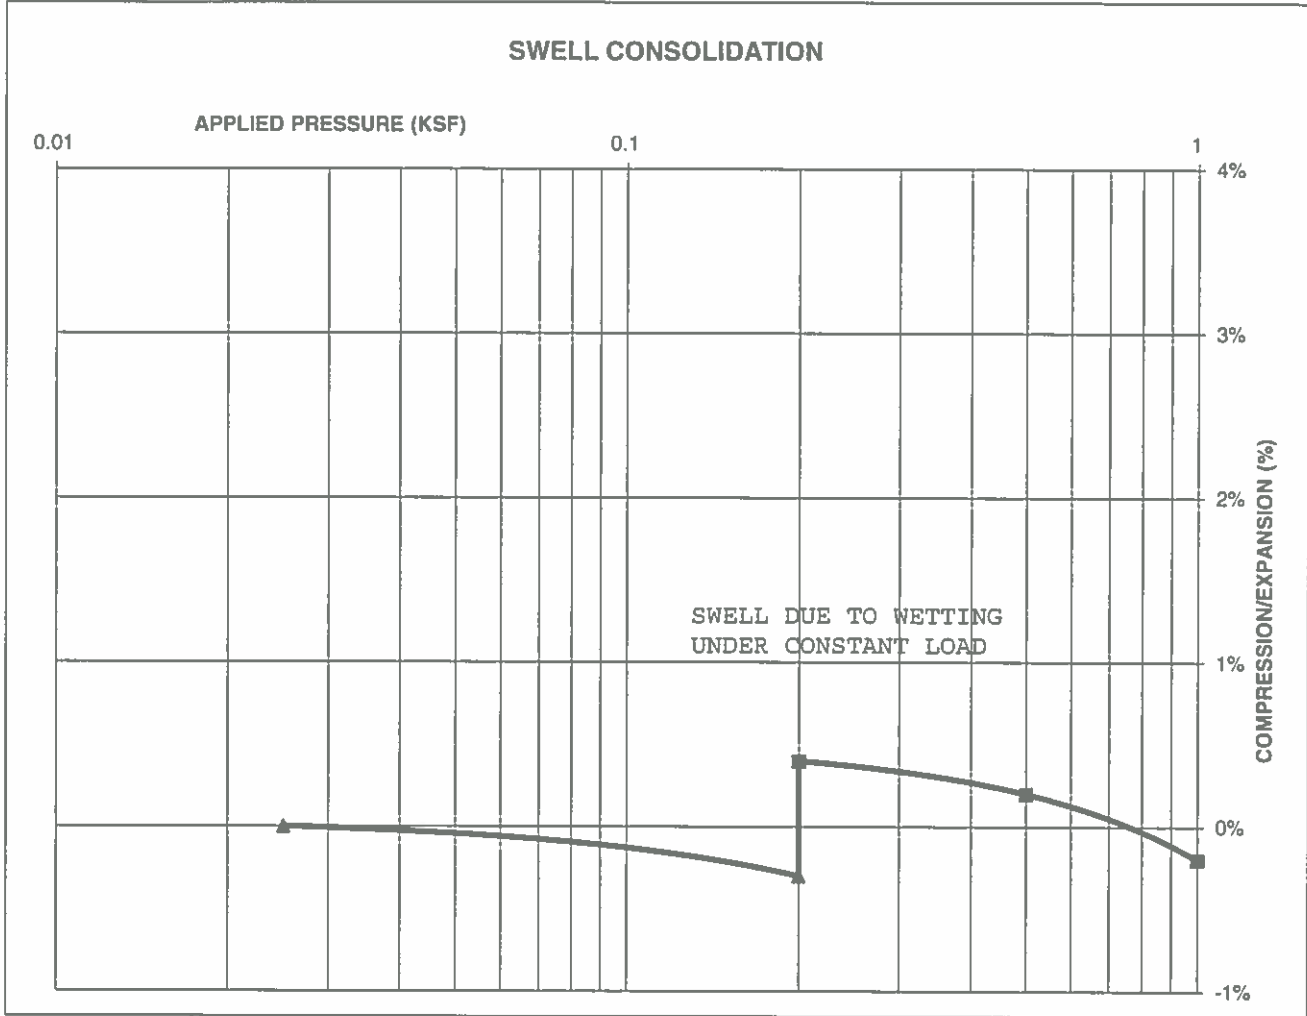 SWELL CONSOLIDATION
APPLIED PRESSURE (KSF)
0.01
0.1
1
4%
3%
2%
SWELL DUE TO WETTING
UNDER CONSTANT LOAD
1%
0%
-1%
COMPRESSION/EXPANSION (%)